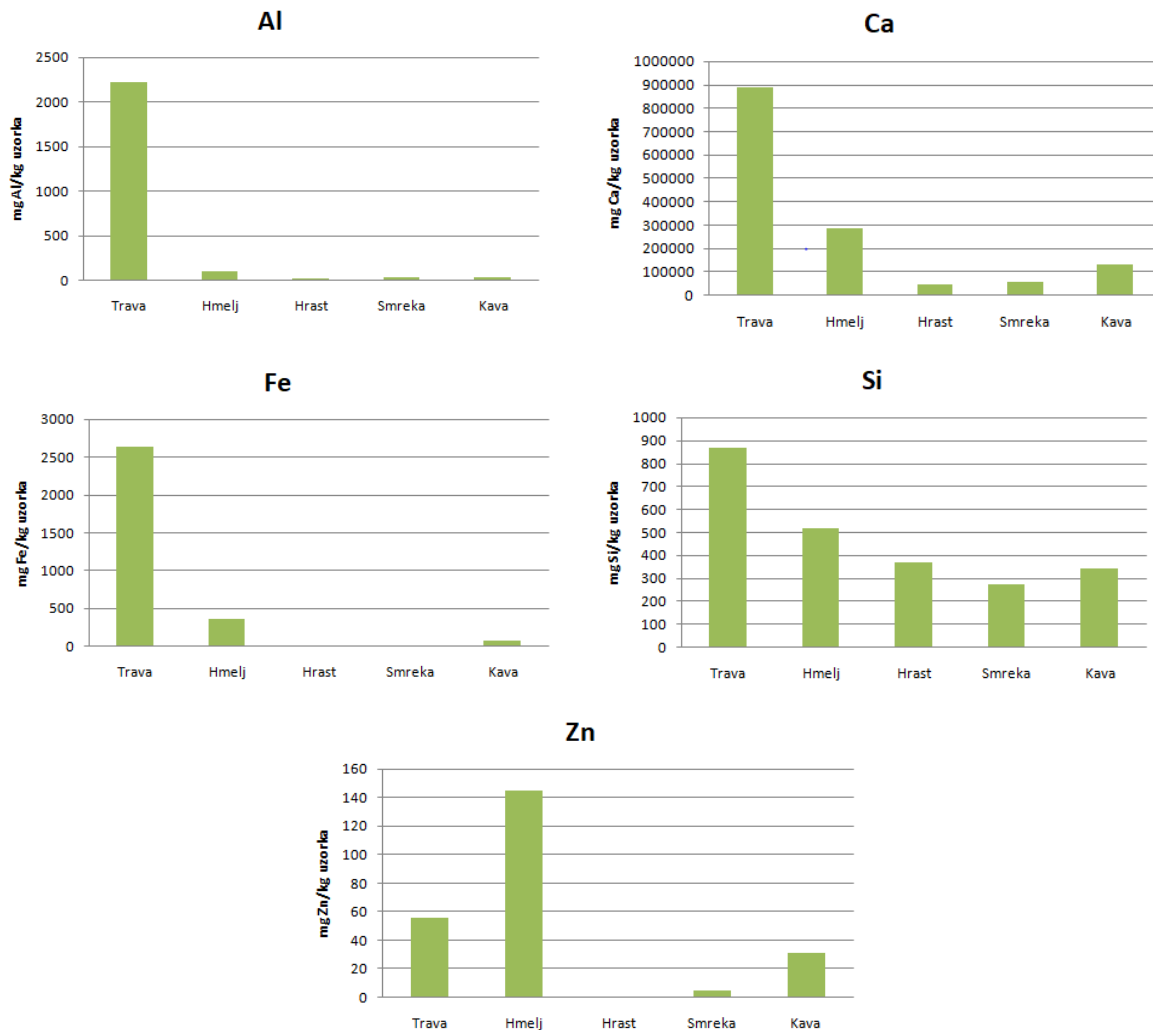 Al
mg Al/kg uzorka
2500
2000
1500
1000
500
0
Trava Hmelj Hrast Smreka Kava
Ca
mg Ca/kg uzorka
1000000
900000
800000
700000
600000
500000
400000
300000
200000
100000
0
Trava Hmelj Hrast Smreka Kava
Fe
mg Fe/kg uzorka
3000
2500
2000
1500
1000
500
0
Trava Hmelj Hrast Smreka Kava
Si
mg Si/kg uzorka
1000
900
800
700
600
500
400
300
200
100
0
Trava Hmelj Hrast Smreka Kava
Zn
mg Zn/kg uzorka
160
140
120
100
80
60
40
20
0
Trava Hmelj Hrast Smreka Kava